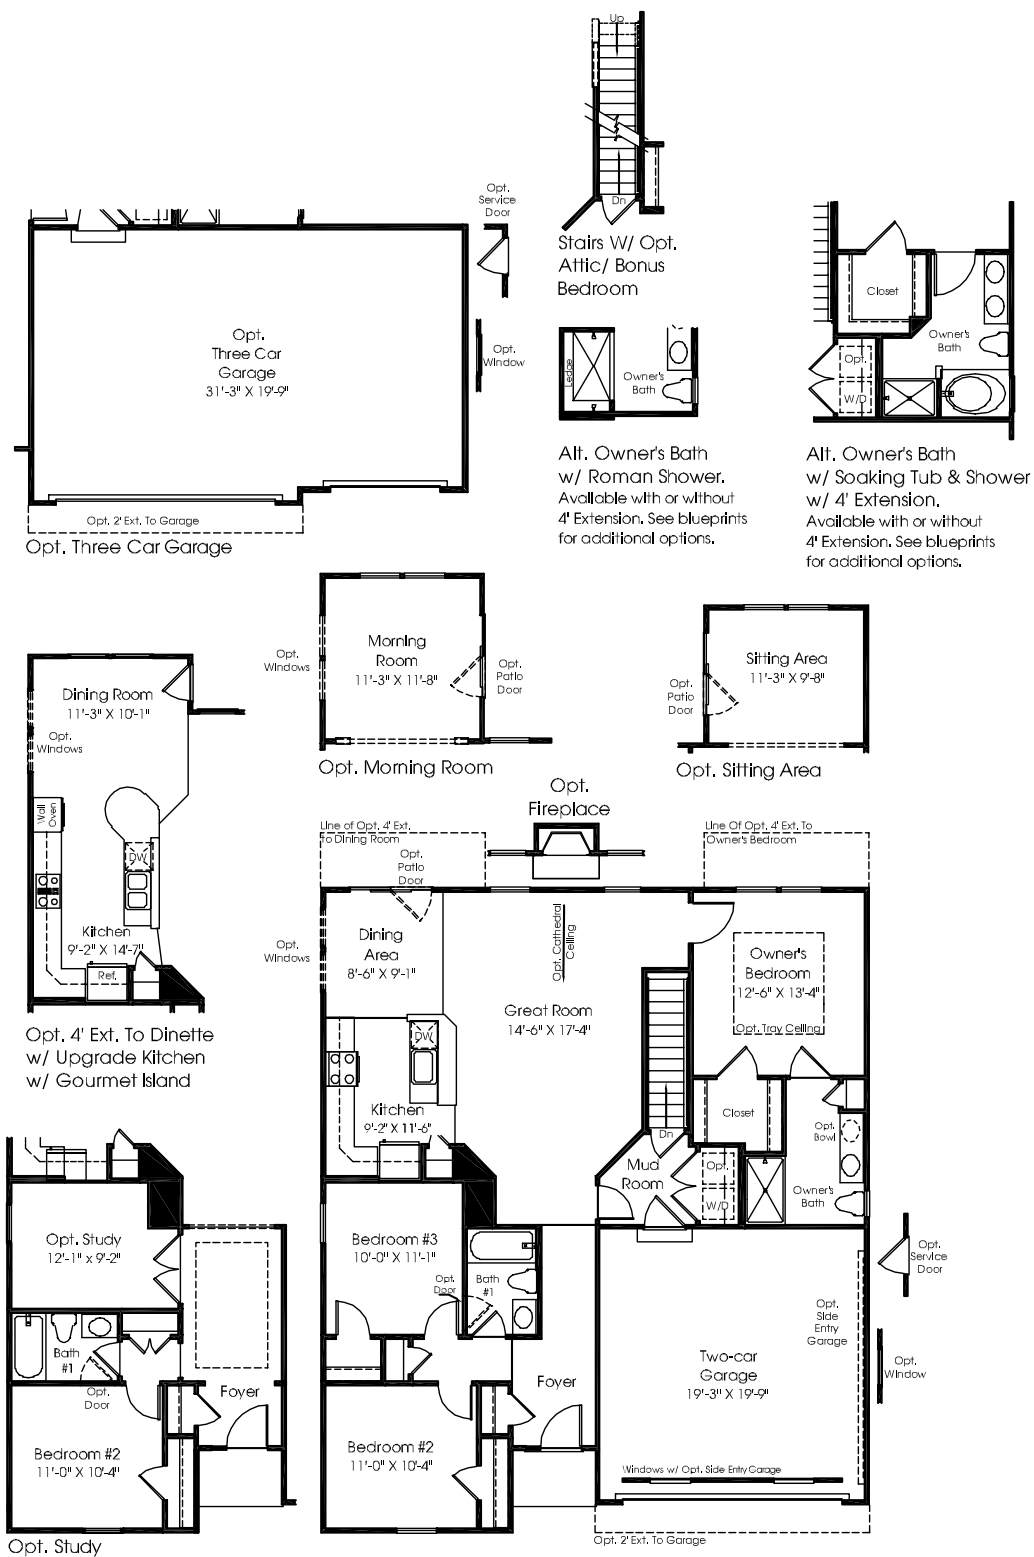 Up
Dn
Stairs W/ Opt.
Attic/ Bonus
Bedroom
Opt.
Service
Door
Opt.
Three Car
Garage
31'-3" X 19'-9"
Opt.
Window
Opt. 2' Ext. To Garage
Opt. Three Car Garage
Ledge
Owner's
Bath
Alt. Owner's Bath
w/ Roman Shower.
Available with or without
4' Extension. See blueprints
for additional options.
Closet
Owner's
Bath
Opt.
W/D
Alt. Owner's Bath
w/ Soaking Tub & Shower
w/ 4' Extension.
Available with or without
4' Extension. See blueprints
for additional options.
Dining Room
11'-3" X 10'-1"
Opt.
Windows
Wall
Oven
DW
Kitchen
9'-2" X 14'-7"
Ref.
Opt. 4' Ext. To Dinette
w/ Upgrade Kitchen
w/ Gourmet Island
Opt.
Windows
Morning
Room
11'-3" X 11'-8"
Opt.
Patio
Door
Opt. Morning Room
Sitting Area
11'-3" X 9'-8"
Opt.
Patio
Door
Opt. Sitting Area
Opt.
Fireplace
Line of Opt. 4' Ext.
to Dining Room
Opt.
Patio
Door
Line Of Opt. 4' Ext. To
Owner's Bedroom
Opt.
Windows
Dining
Area
8'-6" X 9'-1"
Opt. Cathedral
Ceiling
Great Room
14'-6" X 17'-4"
Owner's
Bedroom
12'-6" X 13'-4"
Opt. Tray Ceiling
DW
Kitchen
9'-2" X 11'-6"
Dn
Closet
Opt.
Bowl
Mud
Room
Opt.
W/D
Owner's
Bath
Bedroom #3
10'-0" X 11'-1"
Opt.
Door
Bath
#1
Opt.
Service
Door
Opt.
Side
Entry
Garage
Opt.
Window
Two-car
Garage
19'-3" X 19'-9"
Foyer
Bedroom #2
11'-0" X 10'-4"
Windows w/ Opt. Side Entry Garage
Opt. 2' Ext. To Garage
Opt. Study
12'-1" x 9'-2"
Bath
#1
Opt.
Door
Foyer
Bedroom #2
11'-0" X 10'-4"
Opt. Study